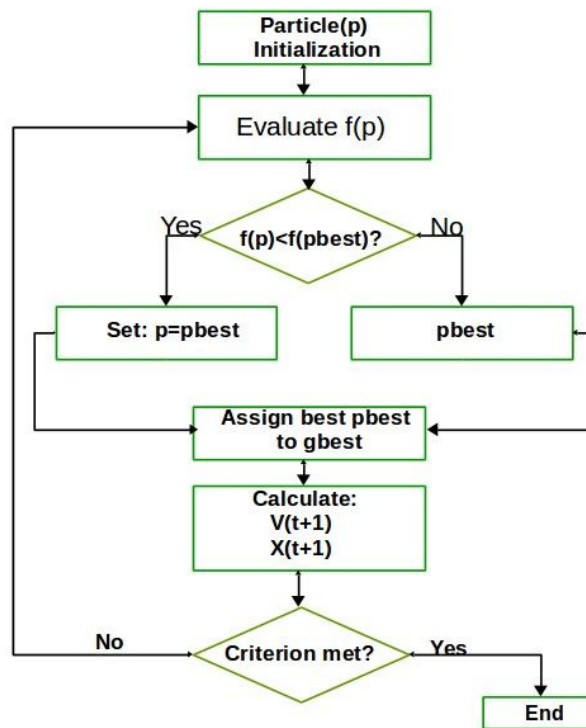 Particle(p)
Initialization
Evaluate f(p)
Yes
No
f(p)<f(pbest)?
Set: p=pbest
pbest
Assign best pbest
to gbest
Calculate:
V(t+1)
X(t+1)
No
Criterion met?
Yes
End